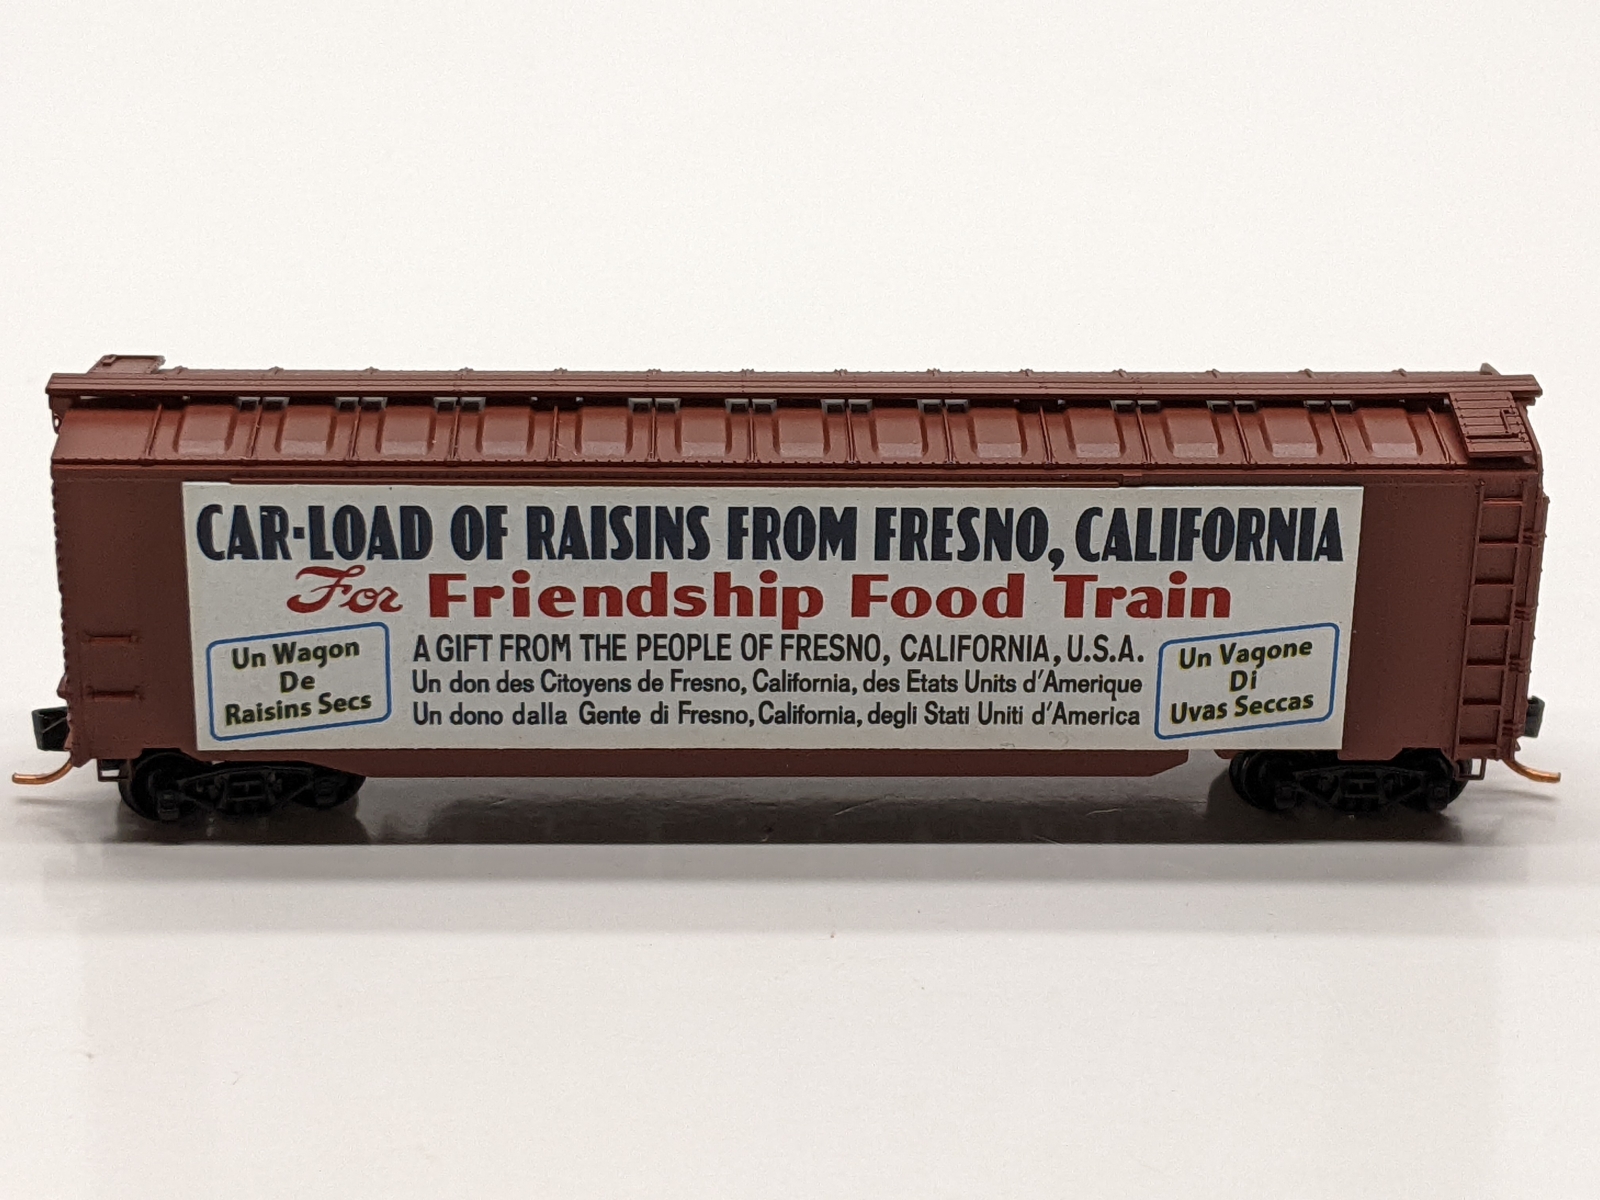 CAR-LOAD OF RAISINS FROM FRESNO, CALIFORNIA
For Friendship Food Train
Un Wagon
De
Raisins Secs
A GIFT FROM THE PEOPLE OF FRESNO, CALIFORNIA, U.S.A.
Un don des Citoyens de Fresno, California, des Etats Units d'Amerique
Un dono dalla Gente di Fresno, California, degli Stati Uniti d'America
Un Vagone
Di
Uvas Seccas